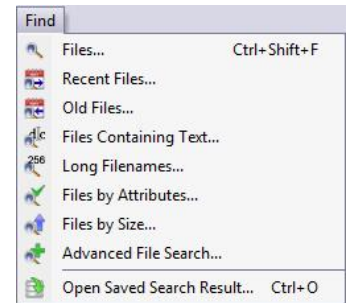 Find
Files... Ctrl+Shift+F
Recent Files...
Old Files...
Files Containing Text...
256 Long Filenames...
Files by Attributes...
Files by Size...
Advanced File Search...
Open Saved Search Result... Ctrl+O